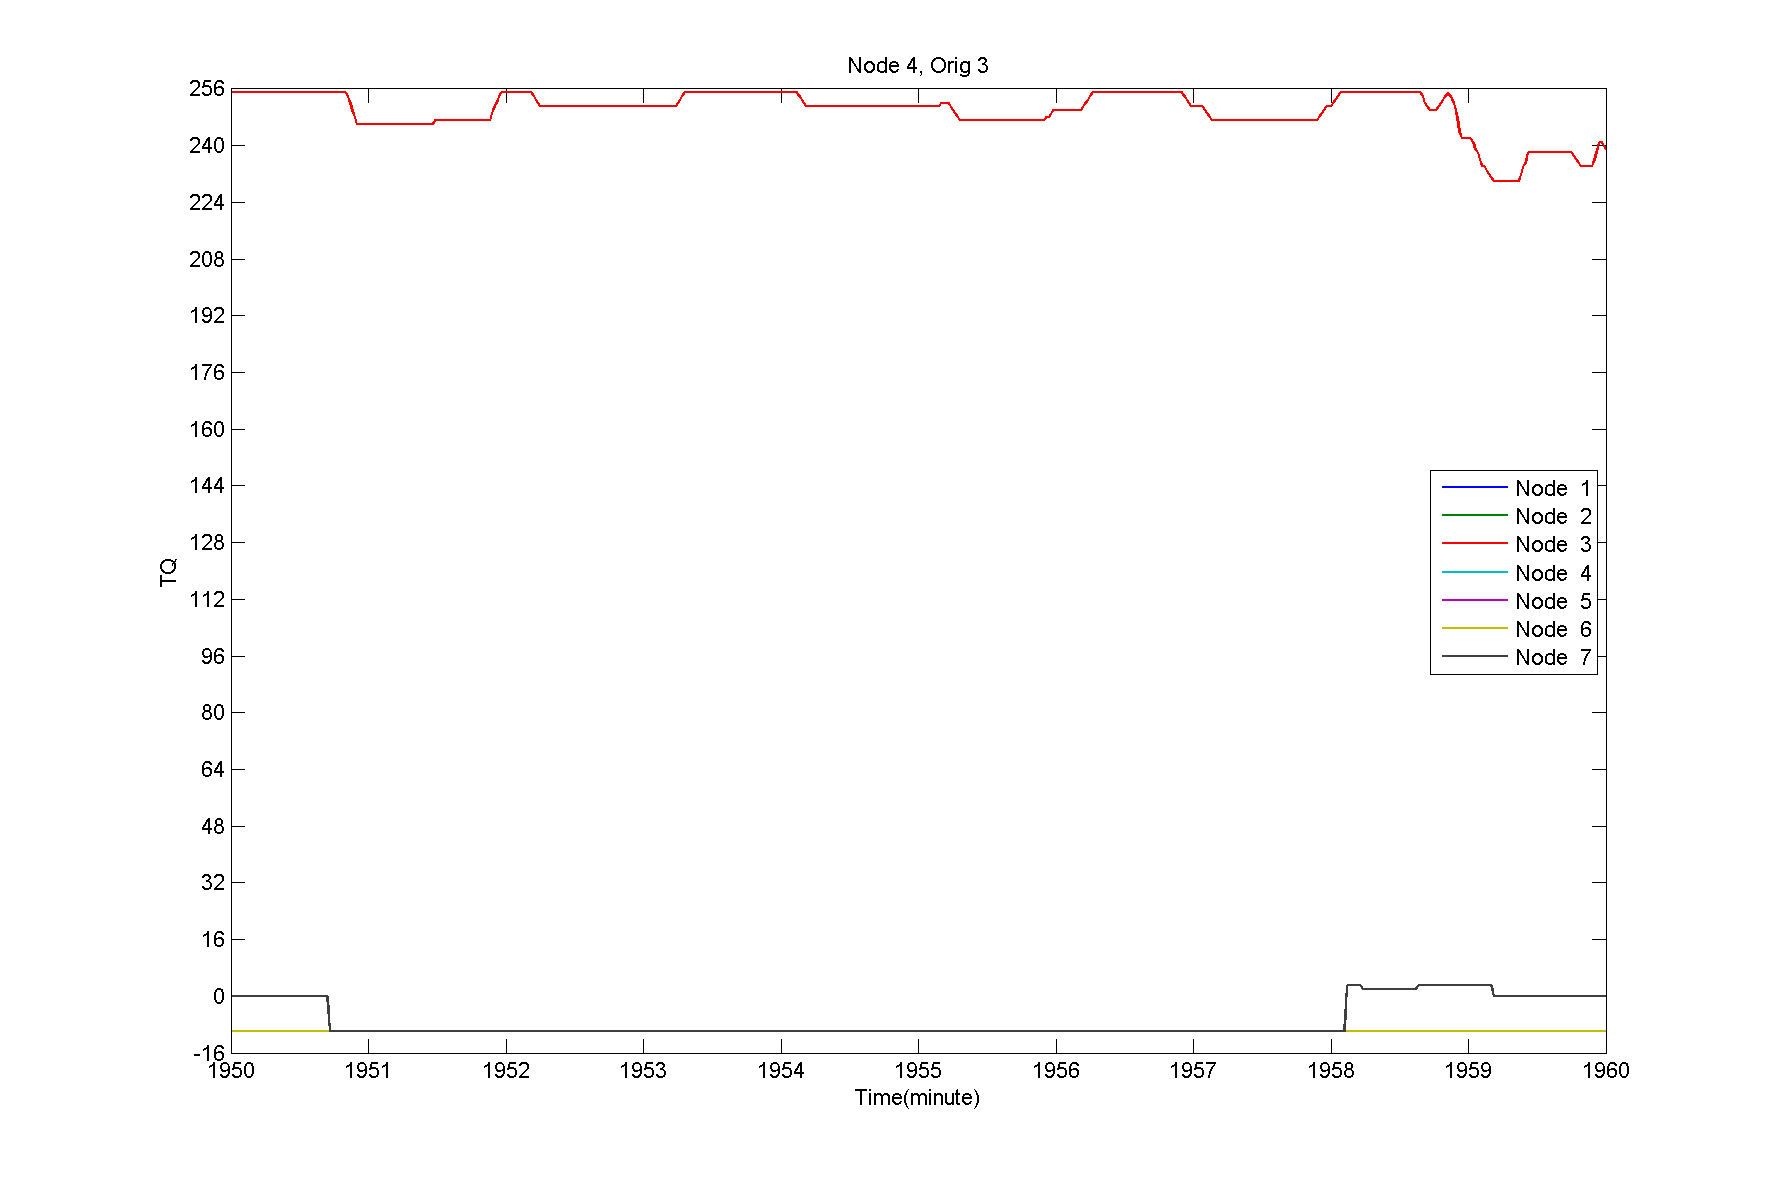 Node 4, Orig 3
256
240
224
208
192
176
160
144
128
112
96
80
64
48
32
16
0
-16
TQ
Node 1
Node 2
Node 3
Node 4
Node 5
Node 6
Node 7
1950 1951 1952 1953 1954 1955 1956 1957 1958 1959 1960
Time(minute)